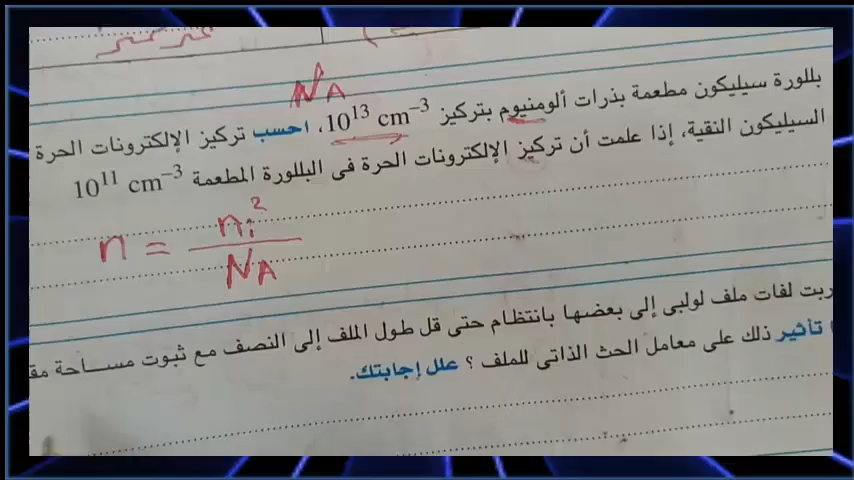 N_A
بللورة سيليكون مطعمة بذرات ألومنيوم بتركيز 10¹³ cm⁻³، احسب تركيز الإلكترونات الحرة
السيليكون النقية، إذا علمت أن تركيز الإلكترونات الحرة فى البللورة المطعمة 10¹¹ cm⁻³
n = nᵢ² / N_A
ربت لفات ملف لولبى إلى بعضها بانتظام حتى قل طول الملف إلى النصف مع ثبوت مساحة مق
تأثير ذلك على معامل الحث الذاتى للملف ؟ علل إجابتك.